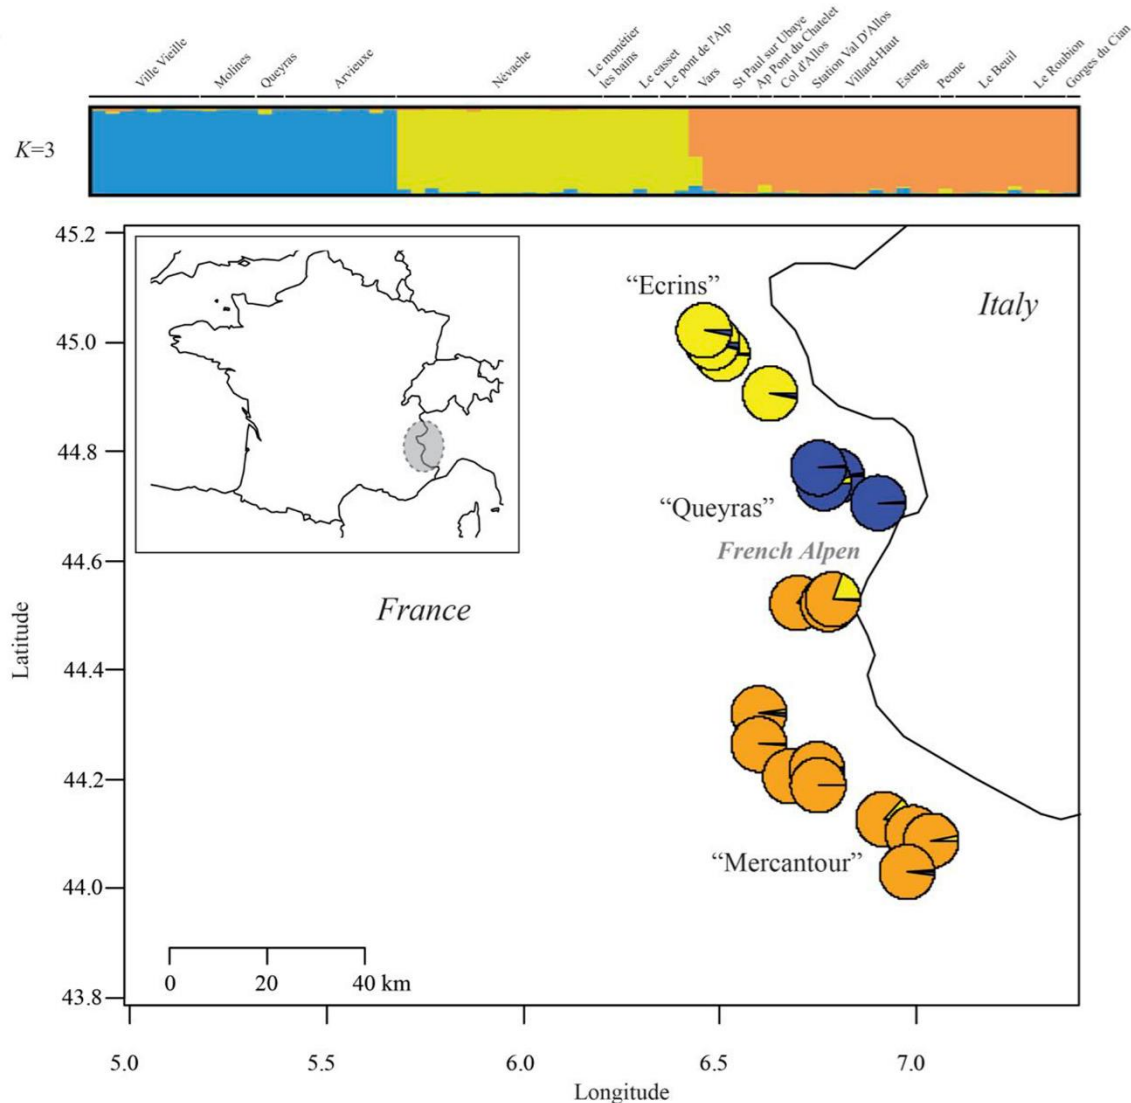 Ville Vieille
Molines
Queyras
Arvieuxe
Névache
Le monétier
les bains
Le casset
Le pont de l'Alp
Vars
St Paul sur Ubaye
Ap Pont du Chatelet
Col d'Allos
Station Val D'Allos
Villard-Haut
Esteng
Peone
Le Beuil
Le Roubion
Gorges du Cian
K=3
45.2
45.0
44.8
44.6
44.4
44.2
44.0
43.8
Latitude
“Ecrins”
Italy
“Queyras”
French Alpen
France
“Mercantour”
0 20 40 km
5.0 5.5 6.0 6.5 7.0
Longitude